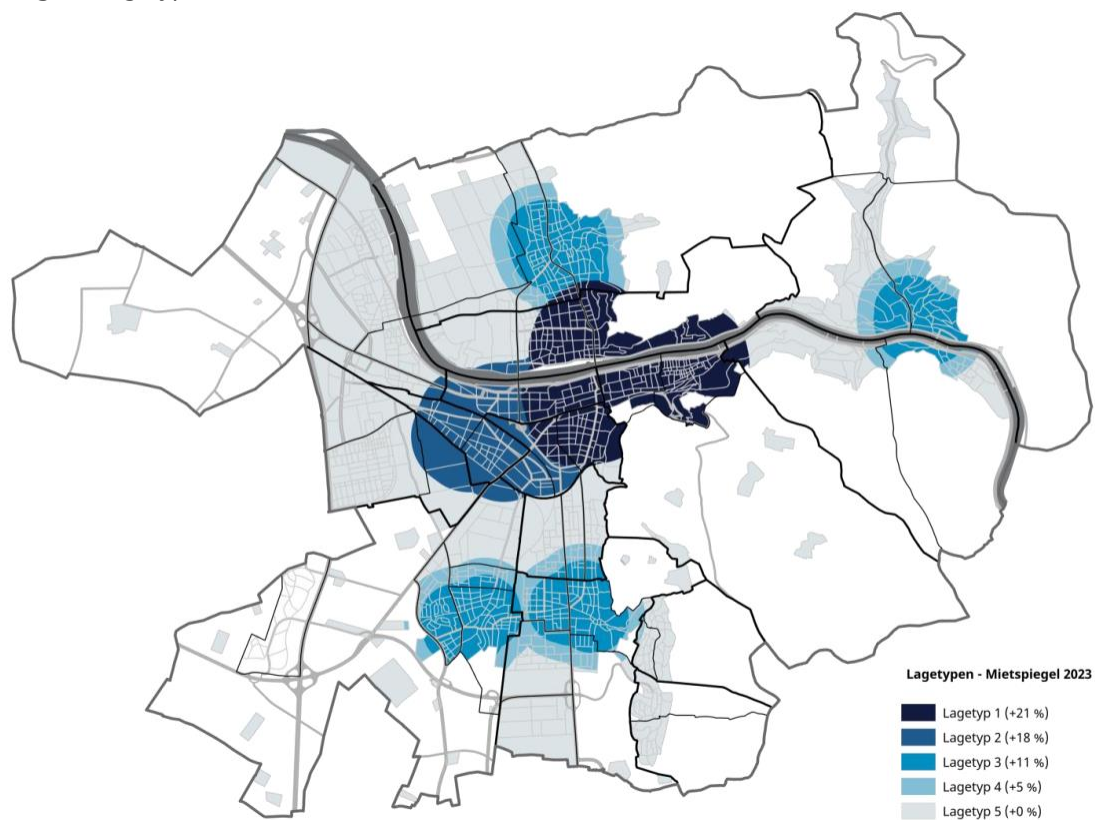 Lagetypen - Mietspiegel 2023
Lagetyp 1 (+21 %)
Lagetyp 2 (+18 %)
Lagetyp 3 (+11 %)
Lagetyp 4 (+5 %)
Lagetyp 5 (+0 %)